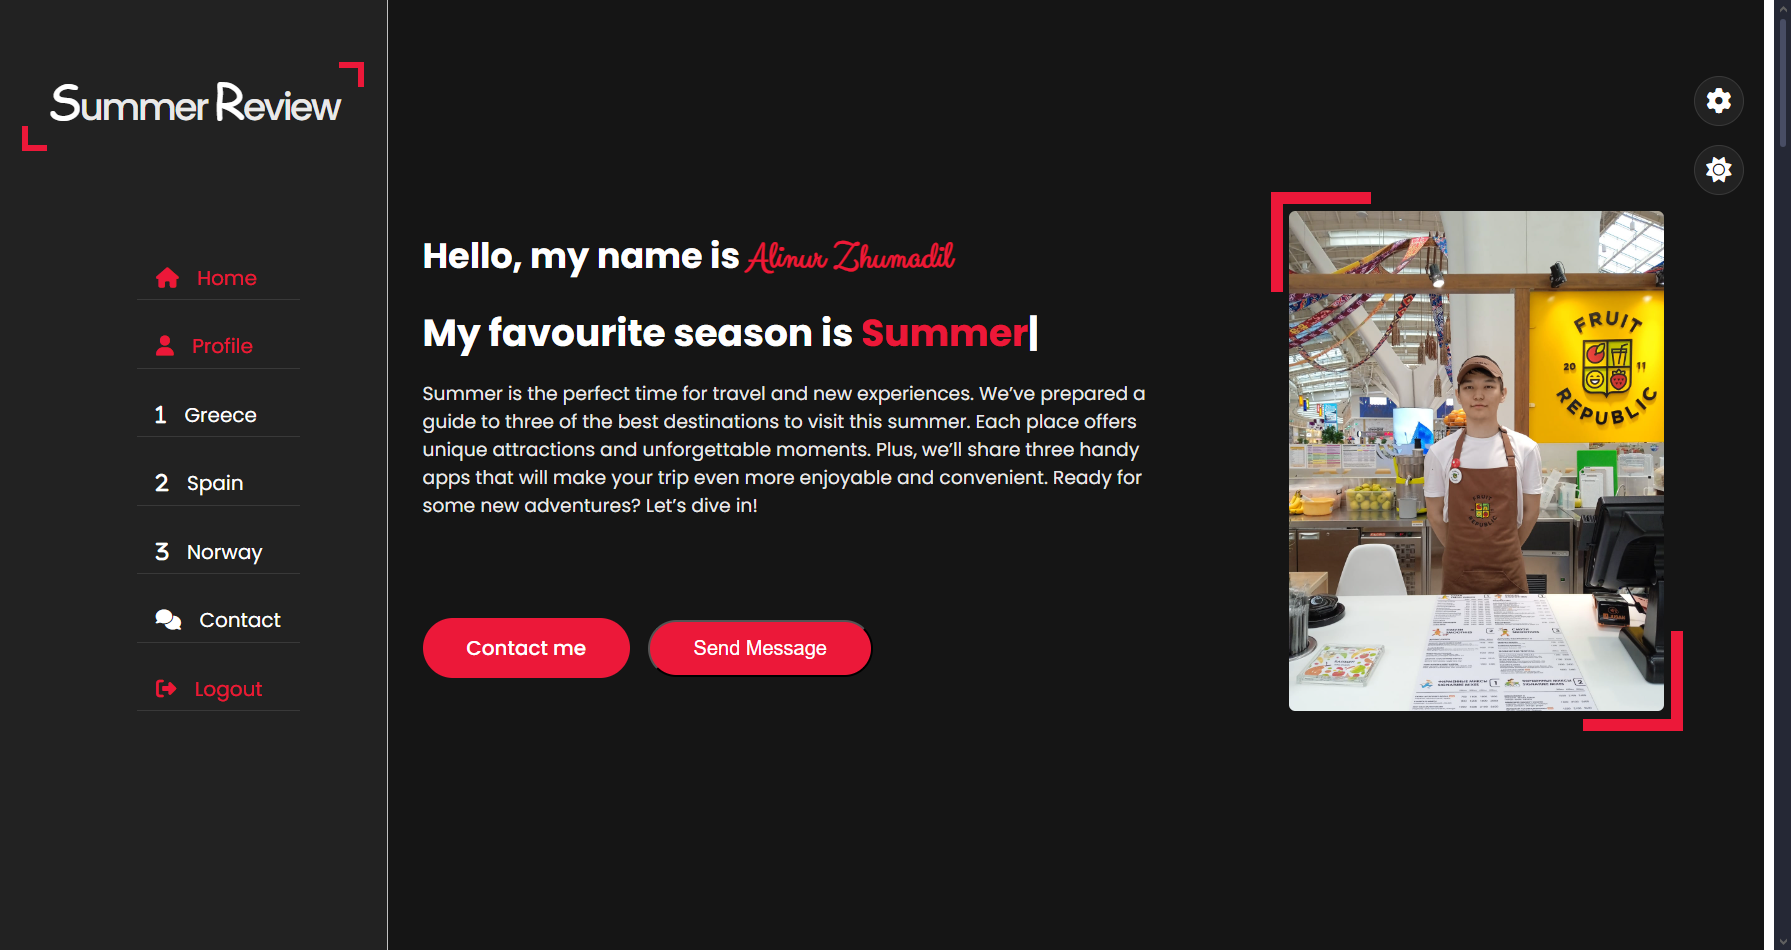 Summer Review
Home
Profile
1 Greece
2 Spain
3 Norway
Contact
Logout
Hello, my name is Alinur Zhumadil
My favourite season is Summer|
Summer is the perfect time for travel and new experiences. We’ve prepared a
guide to three of the best destinations to visit this summer. Each place offers
unique attractions and unforgettable moments. Plus, we’ll share three handy
apps that will make your trip even more enjoyable and convenient. Ready for
some new adventures? Let’s dive in!
Contact me
Send Message
FRUIT
20 11
REPUBLIC
FRUIT
REPUBLIC